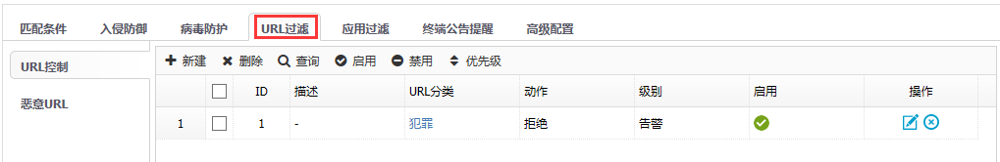 匹配条件 入侵防御 病毒防护 URL过滤 应用过滤 终端公告提醒 高级配置
URL控制
恶意URL
新建 删除 查询 启用 禁用 优先级
ID 描述 URL分类 动作 级别 启用 操作
1 1 - 犯罪 拒绝 告警